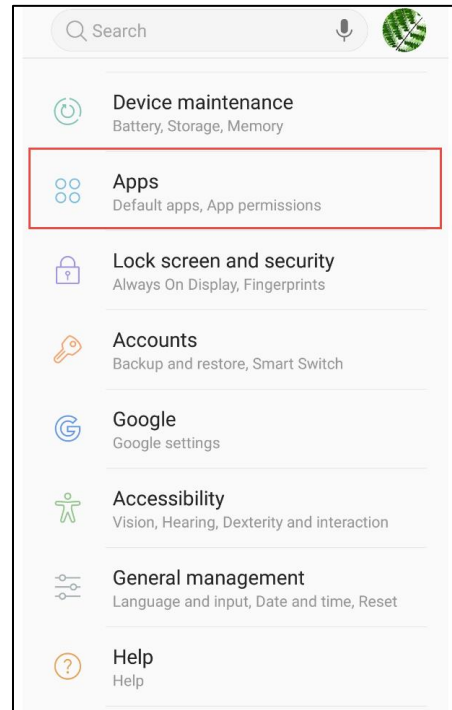 Search
Device maintenance
Battery, Storage, Memory
Apps
Default apps, App permissions
Lock screen and security
Always On Display, Fingerprints
Accounts
Backup and restore, Smart Switch
Google
Google settings
Accessibility
Vision, Hearing, Dexterity and interaction
General management
Language and input, Date and time, Reset
Help
Help